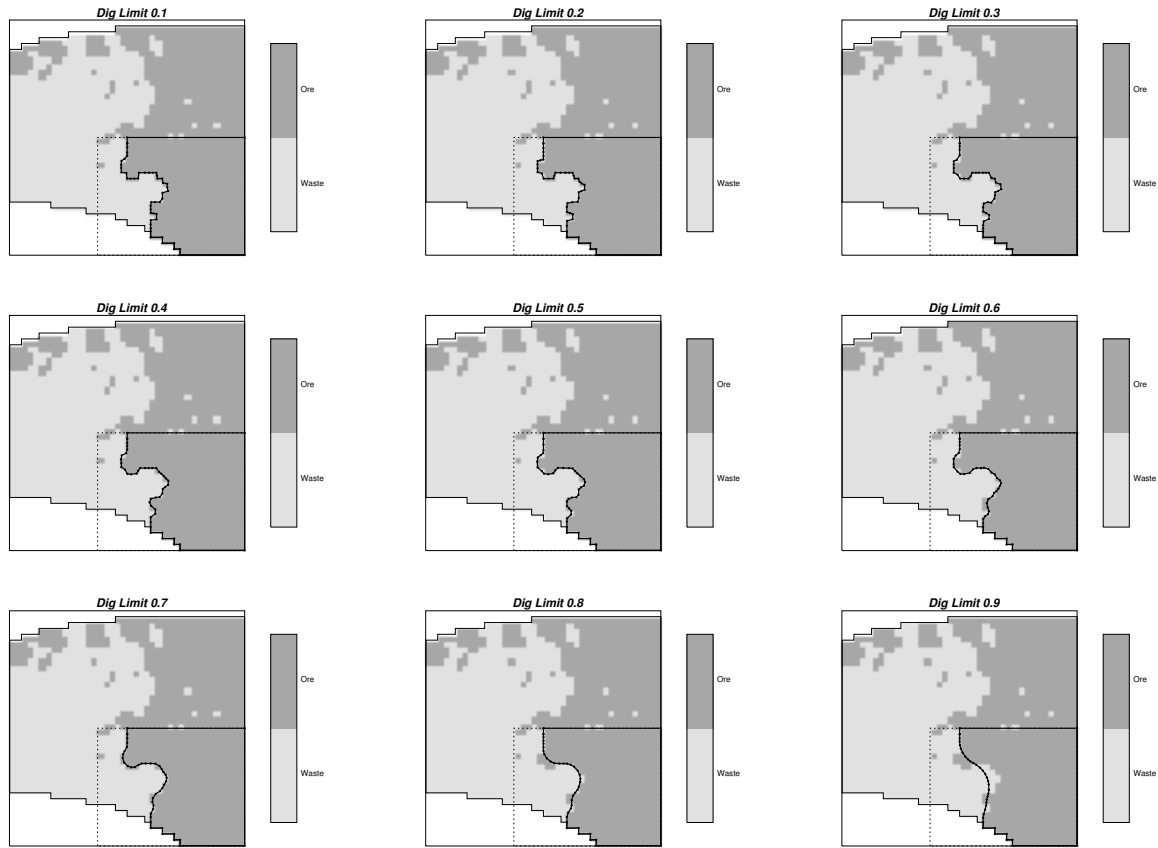 Dig Limit 0.1
Ore
Waste
Dig Limit 0.2
Ore
Waste
Dig Limit 0.3
Ore
Waste
Dig Limit 0.4
Ore
Waste
Dig Limit 0.5
Ore
Waste
Dig Limit 0.6
Ore
Waste
Dig Limit 0.7
Ore
Waste
Dig Limit 0.8
Ore
Waste
Dig Limit 0.9
Ore
Waste